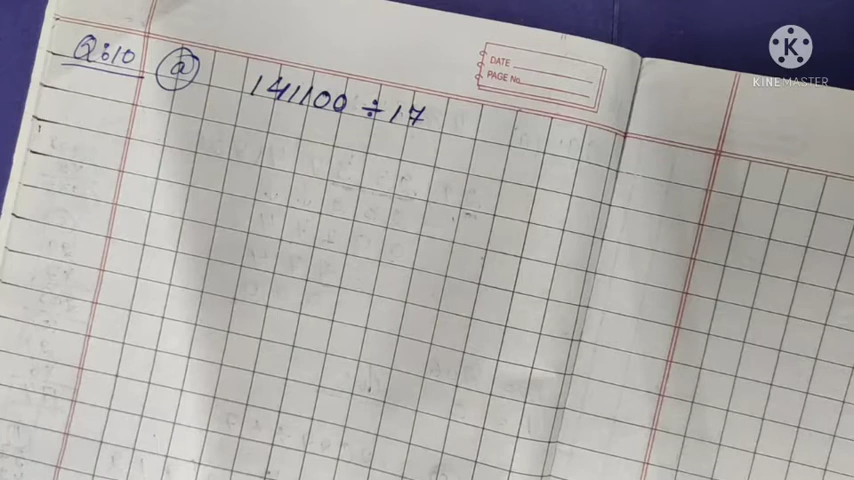 Q:10 ⓐ 141100 ÷ 17
DATE
PAGE No.
K
KINEMASTER